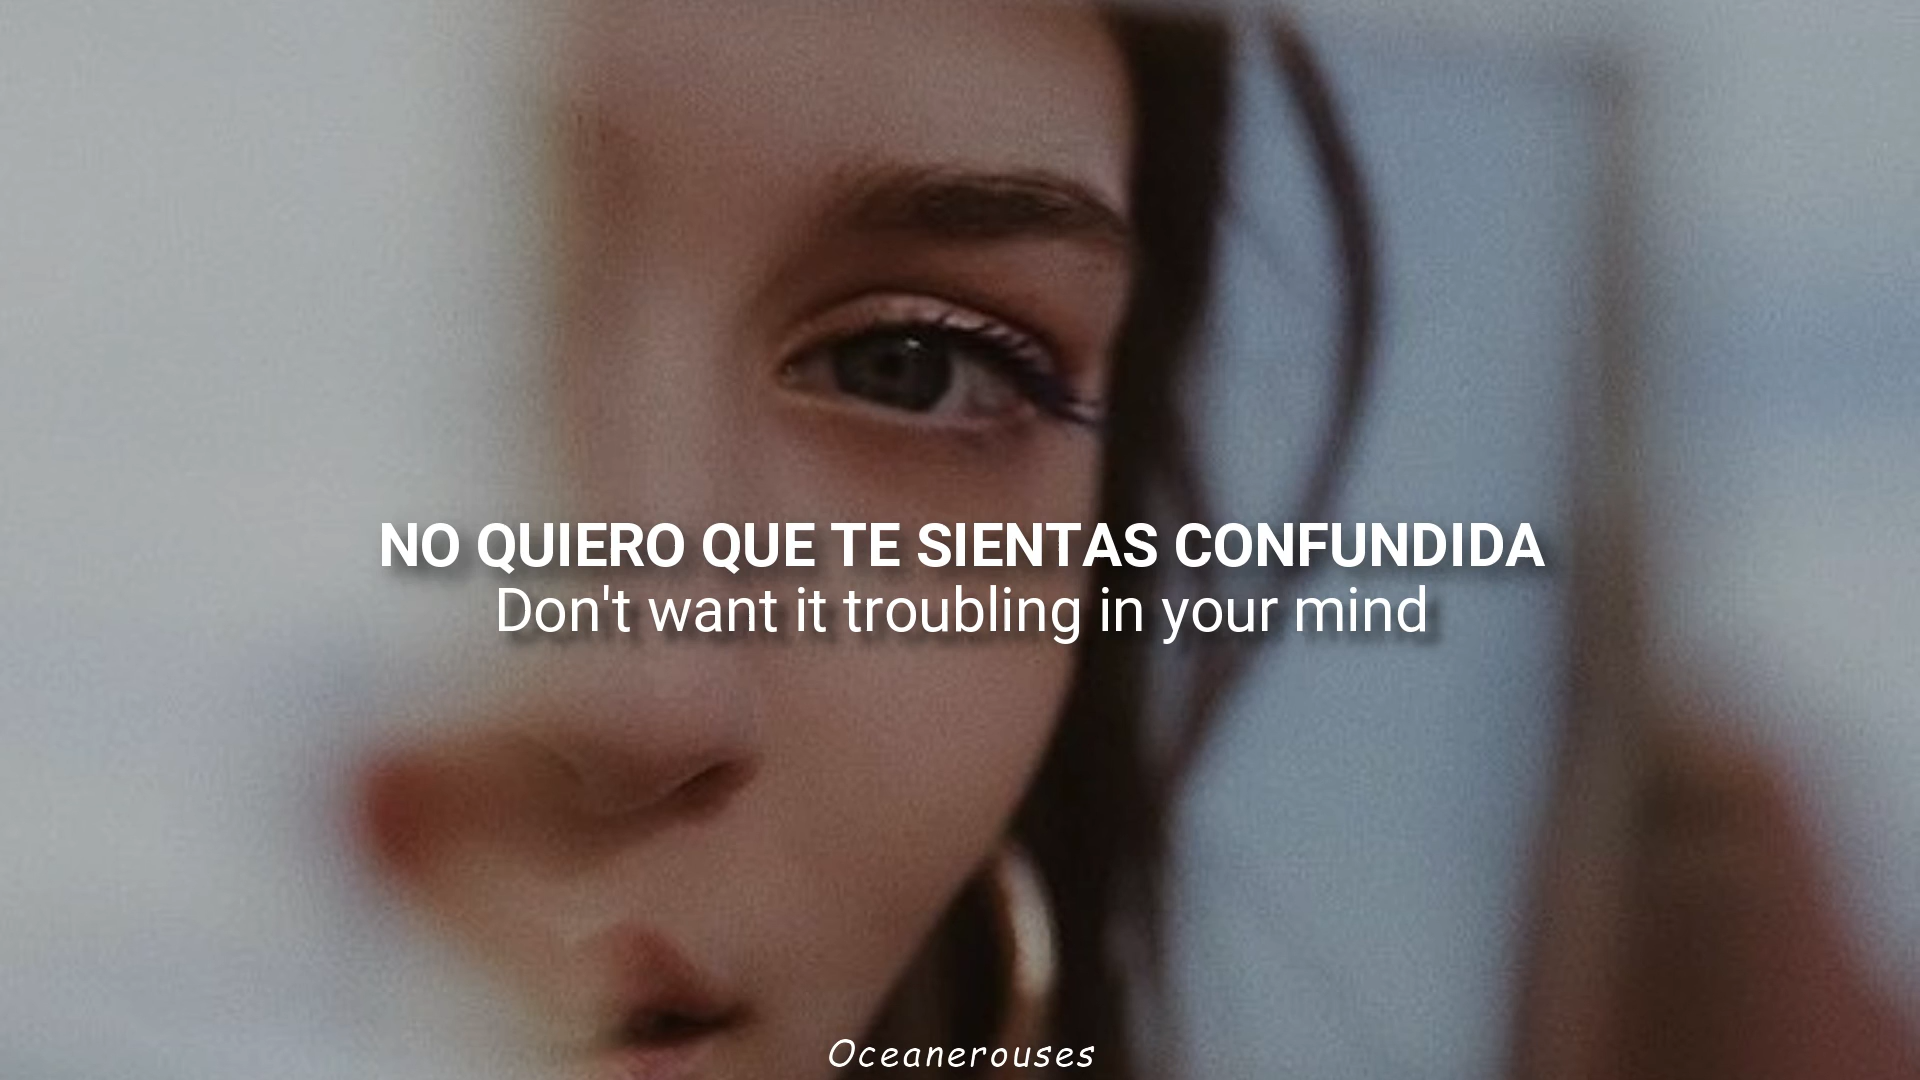 NO QUIERO QUE TE SIENTAS CONFUNDIDA
Don't want it troubling in your mind
Oceanerouses